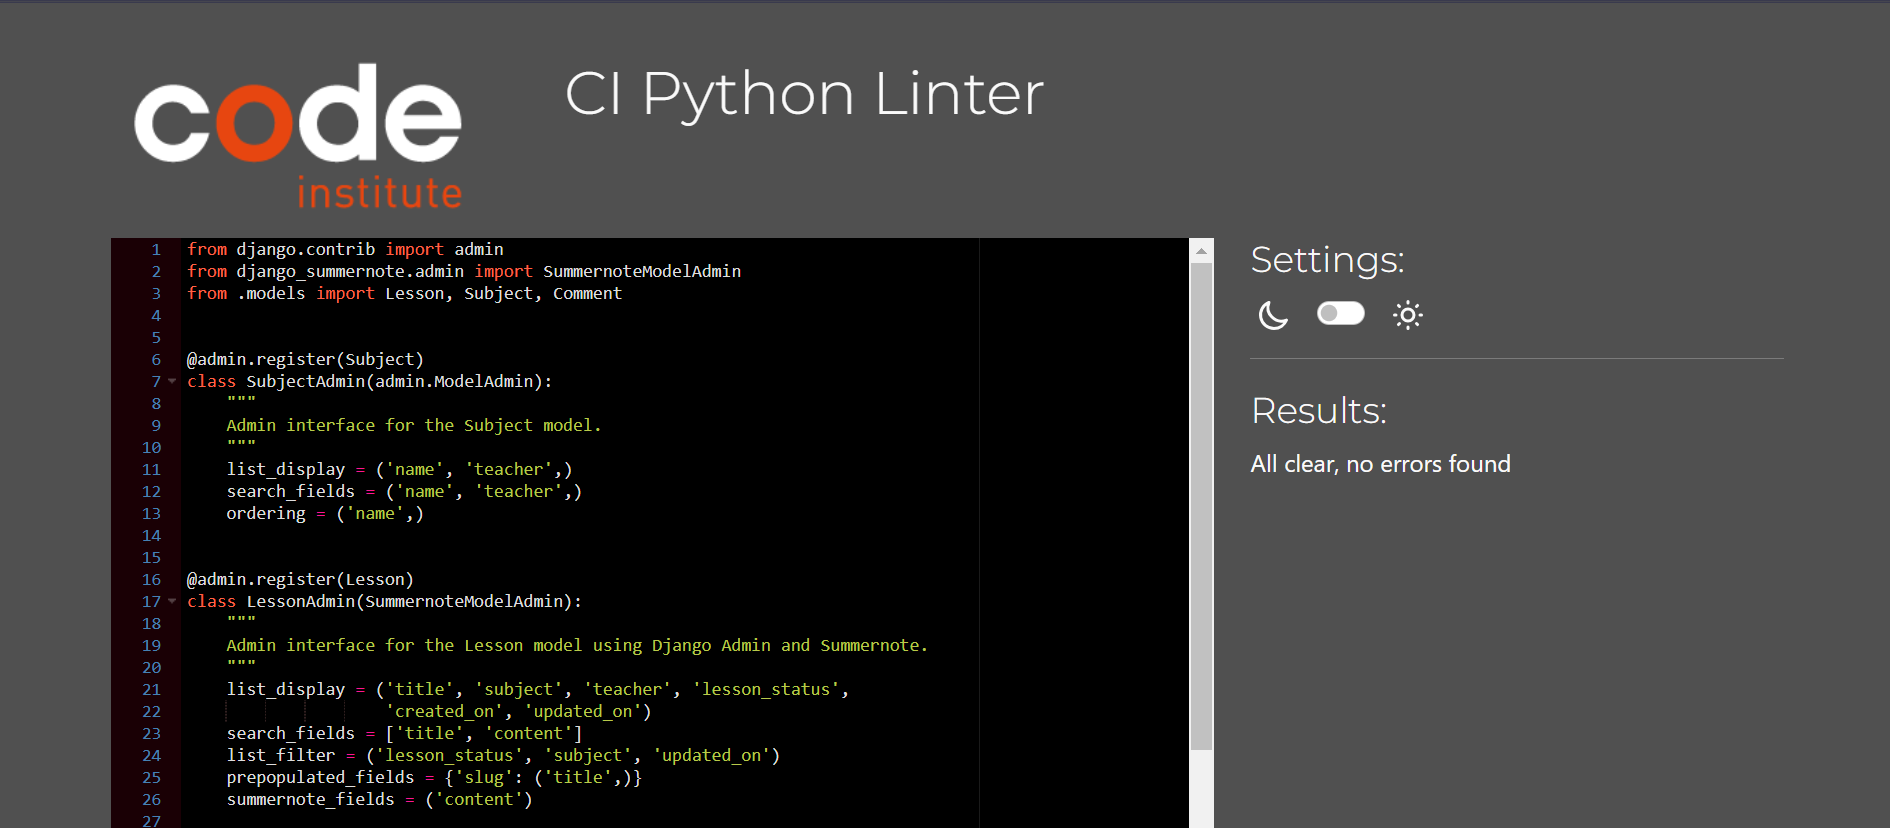 code
institute
CI Python Linter
1 from django.contrib import admin
2 from django_summernote.admin import SummernoteModelAdmin
3 from .models import Lesson, Subject, Comment
4
5
6 @admin.register(Subject)
7 class SubjectAdmin(admin.ModelAdmin):
8     """
9     Admin interface for the Subject model.
10     """
11     list_display = ('name', 'teacher',)
12     search_fields = ('name', 'teacher',)
13     ordering = ('name',)
14
15
16 @admin.register(Lesson)
17 class LessonAdmin(SummernoteModelAdmin):
18     """
19     Admin interface for the Lesson model using Django Admin and Summernote.
20     """
21     list_display = ('title', 'subject', 'teacher', 'lesson_status',
22                     'created_on', 'updated_on')
23     search_fields = ['title', 'content']
24     list_filter = ('lesson_status', 'subject', 'updated_on')
25     prepopulated_fields = {'slug': ('title',)}
26     summernote_fields = ('content')
27
Settings:
Results:
All clear, no errors found